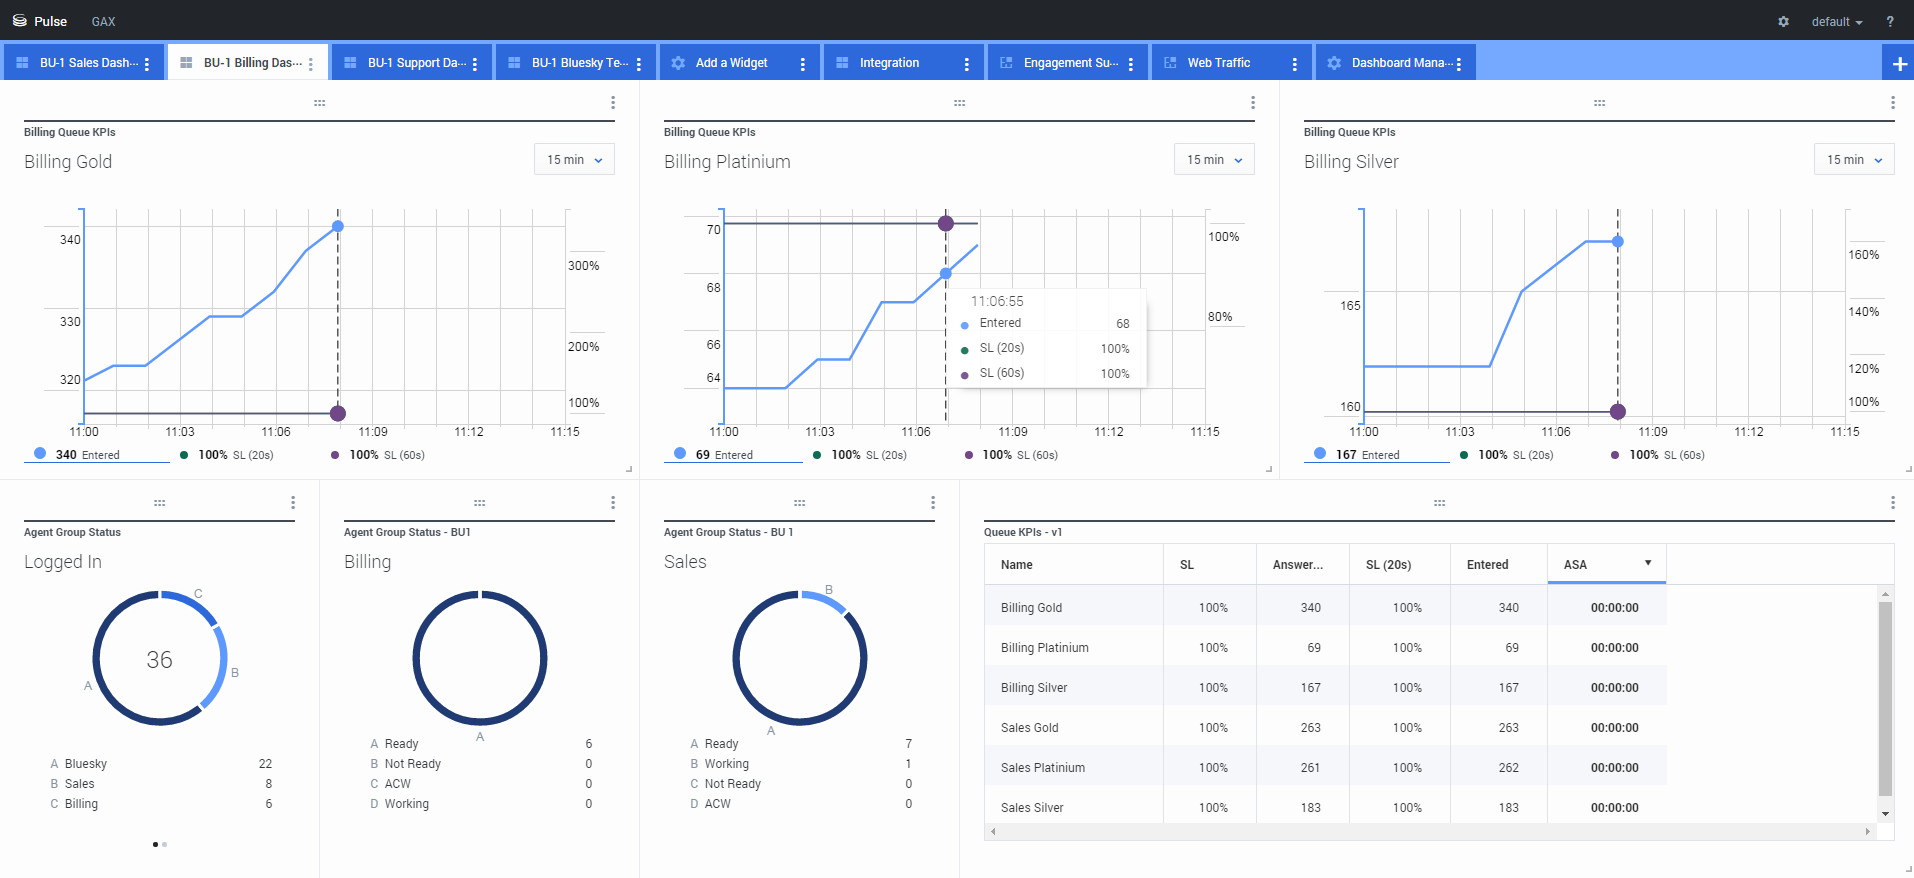 Pulse GAX default ?
BU-1 Sales Dash... BU-1 Billing Das... BU-1 Support Da... BU-1 Bluesky Te... Add a Widget Integration Engagement Su... Web Traffic Dashboard Mana... +
Billing Queue KPIs
Billing Gold
15 min
340
330
320
300%
200%
100%
11:00 11:03 11:06 11:09 11:12 11:15
340 Entered 100% SL (20s) 100% SL (60s)
Billing Queue KPIs
Billing Platinium
15 min
70
68
66
64
100%
80%
11:06:55
Entered 68
SL (20s) 100%
SL (60s) 100%
11:00 11:03 11:06 11:09 11:12 11:15
69 Entered 100% SL (20s) 100% SL (60s)
Billing Queue KPIs
Billing Silver
15 min
165
160
160%
140%
120%
100%
11:00 11:03 11:06 11:09 11:12 11:15
167 Entered 100% SL (20s) 100% SL (60s)
Agent Group Status
Logged In
C
36
B
A
A Bluesky 22
B Sales 8
C Billing 6
Agent Group Status - BU1
Billing
A
A Ready 6
B Not Ready 0
C ACW 0
D Working 0
Agent Group Status - BU 1
Sales
B
A
A Ready 7
B Working 1
C Not Ready 0
D ACW 0
Queue KPIs - v1
Name SL Answer... SL (20s) Entered ASA
Billing Gold 100% 340 100% 340 00:00:00
Billing Platinium 100% 69 100% 69 00:00:00
Billing Silver 100% 167 100% 167 00:00:00
Sales Gold 100% 263 100% 263 00:00:00
Sales Platinium 100% 261 100% 262 00:00:00
Sales Silver 100% 183 100% 183 00:00:00